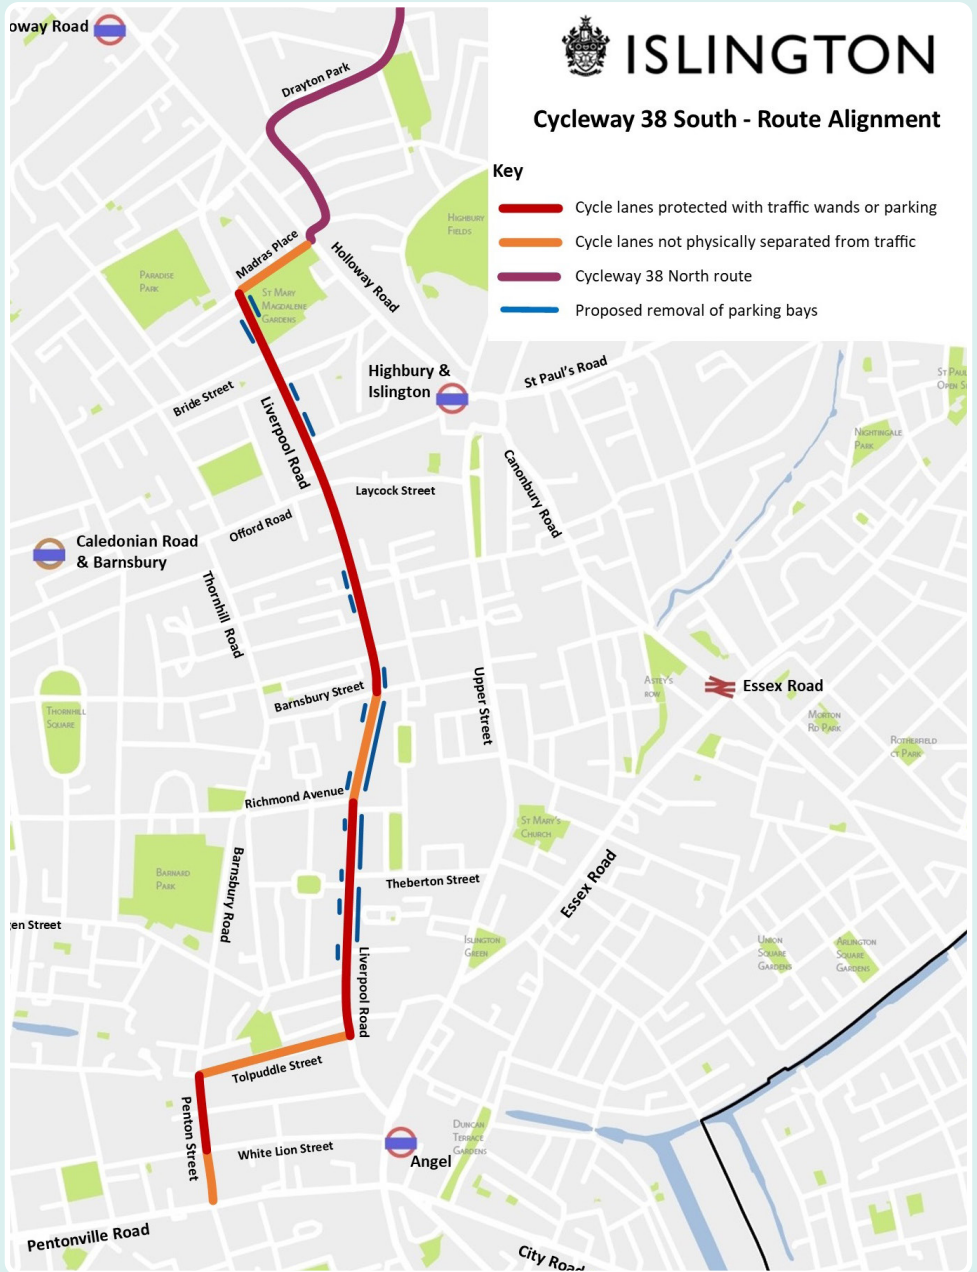 oway Road
ISLINGTON
Cycleway 38 South - Route Alignment
Key
Cycle lanes protected with traffic wands or parking
Cycle lanes not physically separated from traffic
Cycleway 38 North route
Proposed removal of parking bays
Drayton Park
Highbury
Fields
Madras Place
Holloway Road
Paradise
Park
St Mary
Magdalene
Gardens
Highbury &
Islington
St Paul's Road
St Paul
Open S
Bride Street
Liverpool Road
Nightingale
Park
Canonbury Road
Laycock Street
Offord Road
Caledonian Road
& Barnsbury
Thornhill Road
Barnsbury Street
Upper Street
Astey's
row
Essex Road
Thornhill
Square
Morton
Rd Park
Rotherfield
ct Park
Richmond Avenue
St Mary's
Church
Barnard
Park
Barnsbury Road
Theberton Street
Essex Road
gen Street
Islington
Green
Union
Square
Gardens
Arlington
Square
Gardens
Liverpool Road
Tolpuddle Street
Penton Street
White Lion Street
Angel
Duncan
Terrace
Gardens
Pentonville Road
City Road